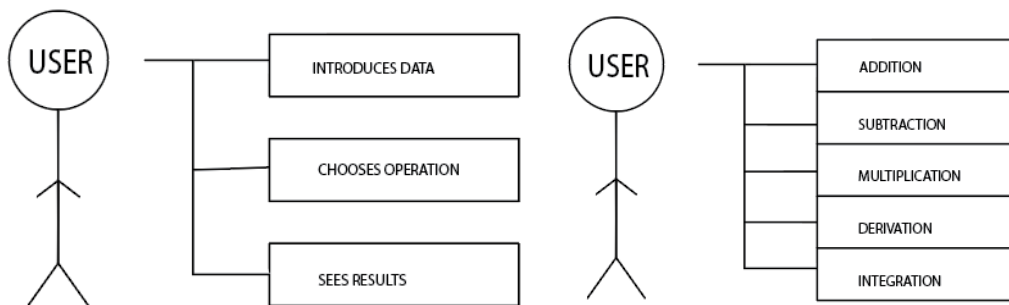 USER
INTRODUCES DATA
CHOOSES OPERATION
SEES RESULTS
USER
ADDITION
SUBTRACTION
MULTIPLICATION
DERIVATION
INTEGRATION